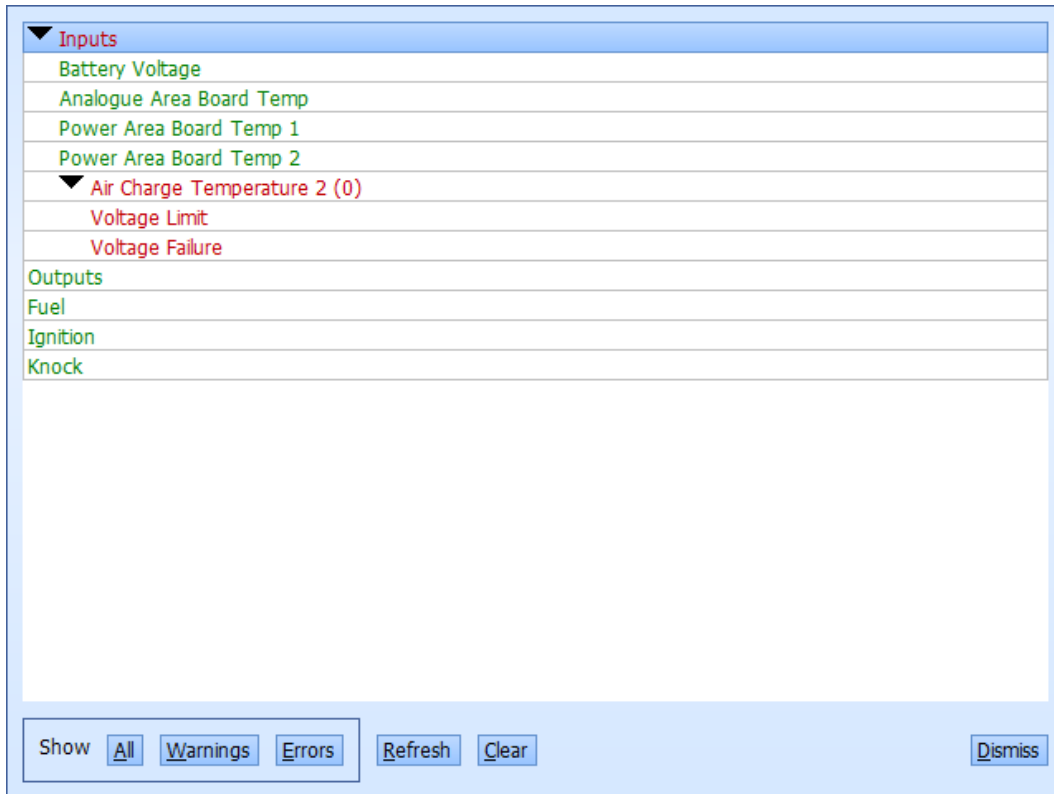 Inputs
Battery Voltage
Analogue Area Board Temp
Power Area Board Temp 1
Power Area Board Temp 2
Air Charge Temperature 2 (0)
Voltage Limit
Voltage Failure
Outputs
Fuel
Ignition
Knock
Show All Warnings Errors Refresh Clear Dismiss